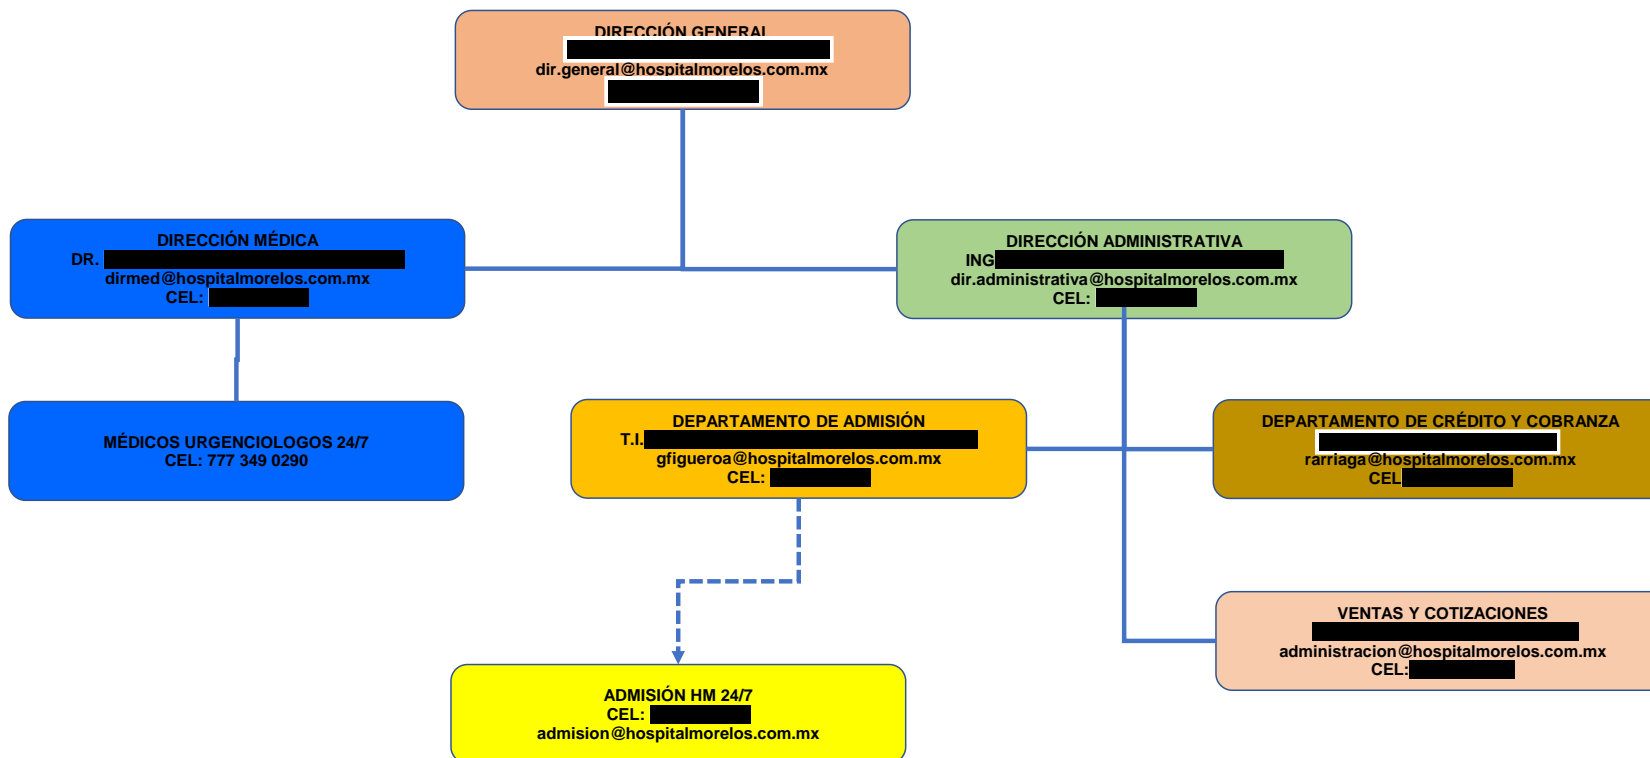 DIRECCIÓN GENERAL
dir.general@hospitalmorelos.com.mx
DIRECCIÓN MÉDICA
DR.
dirmed@hospitalmorelos.com.mx
CEL:
DIRECCIÓN ADMINISTRATIVA
ING
dir.administrativa@hospitalmorelos.com.mx
CEL:
MÉDICOS URGENCIOLOGOS 24/7
CEL: 777 349 0290
DEPARTAMENTO DE ADMISIÓN
T.I.
gfigueroa@hospitalmorelos.com.mx
CEL:
DEPARTAMENTO DE CRÉDITO Y COBRANZA
rarriaga@hospitalmorelos.com.mx
CEL
VENTAS Y COTIZACIONES
administracion@hospitalmorelos.com.mx
CEL:
ADMISIÓN HM 24/7
CEL:
admision@hospitalmorelos.com.mx